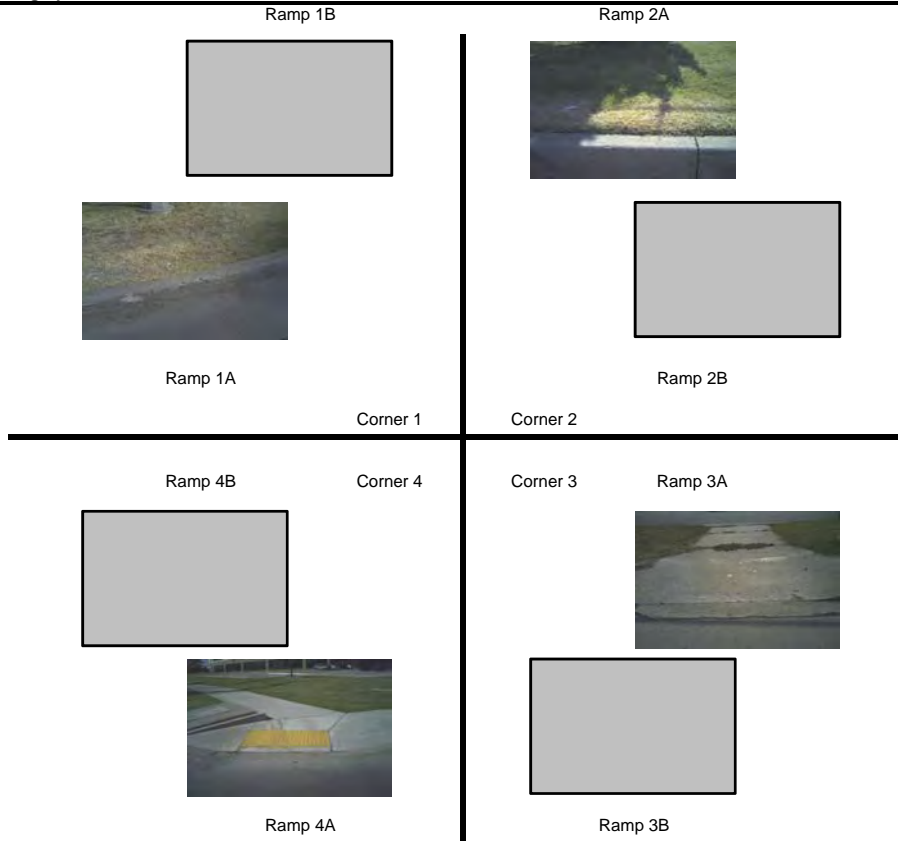 Ramp 1B
Ramp 2A
Ramp 1A
Ramp 2B
Corner 1
Corner 2
Ramp 4B
Corner 4
Corner 3
Ramp 3A
Ramp 4A
Ramp 3B